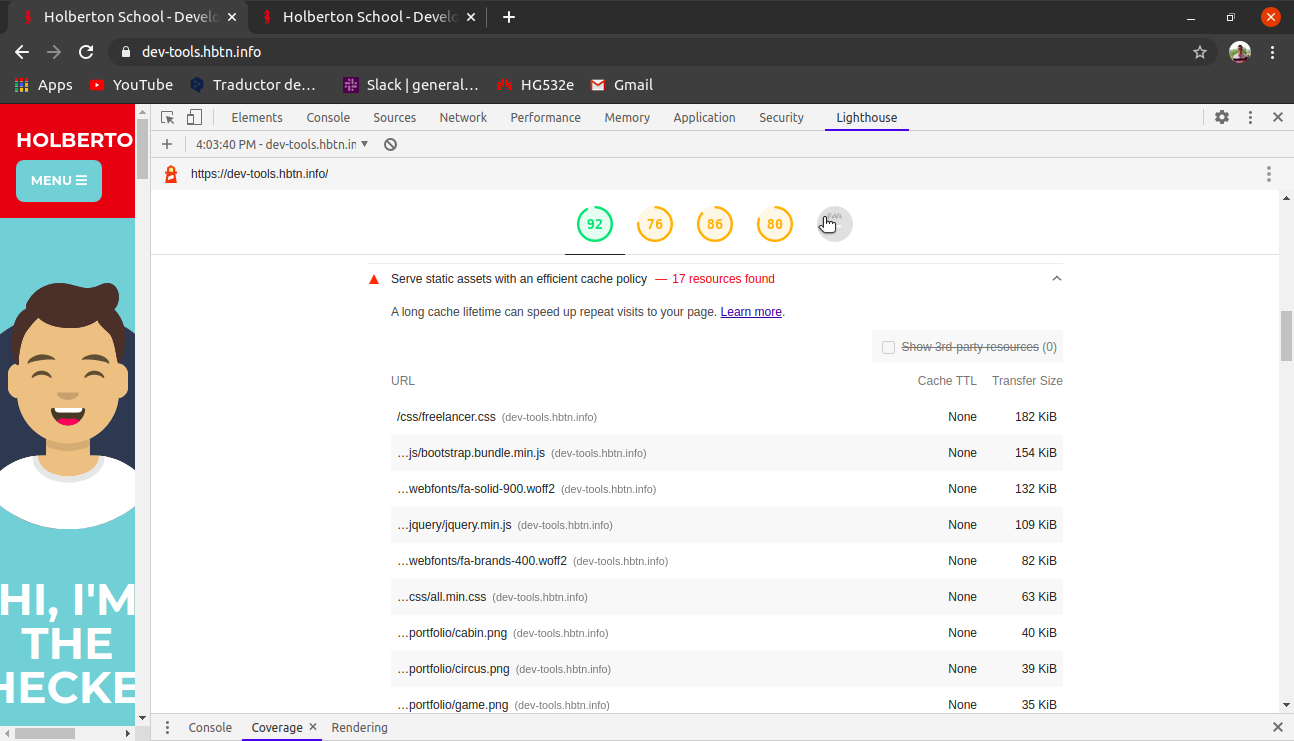 Holberton School - Develo
Holberton School - Develo
dev-tools.hbtn.info
Apps YouTube Traductor de… Slack | general… HG532e Gmail
HOLBERTO
MENU
HI, I'M
THE
HECKE
Elements Console Sources Network Performance Memory Application Security Lighthouse
4:03:40 PM - dev-tools.hbtn.in
https://dev-tools.hbtn.info/
92 76 86 80
Serve static assets with an efficient cache policy — 17 resources found
A long cache lifetime can speed up repeat visits to your page. Learn more.
Show 3rd-party resources (0)
URL Cache TTL Transfer Size
/css/freelancer.css (dev-tools.hbtn.info) None 182 KiB
…js/bootstrap.bundle.min.js (dev-tools.hbtn.info) None 154 KiB
…webfonts/fa-solid-900.woff2 (dev-tools.hbtn.info) None 132 KiB
…jquery/jquery.min.js (dev-tools.hbtn.info) None 109 KiB
…webfonts/fa-brands-400.woff2 (dev-tools.hbtn.info) None 82 KiB
…css/all.min.css (dev-tools.hbtn.info) None 63 KiB
…portfolio/cabin.png (dev-tools.hbtn.info) None 40 KiB
…portfolio/circus.png (dev-tools.hbtn.info) None 39 KiB
…portfolio/game.png (dev-tools.hbtn.info) None 35 KiB
Console Coverage Rendering